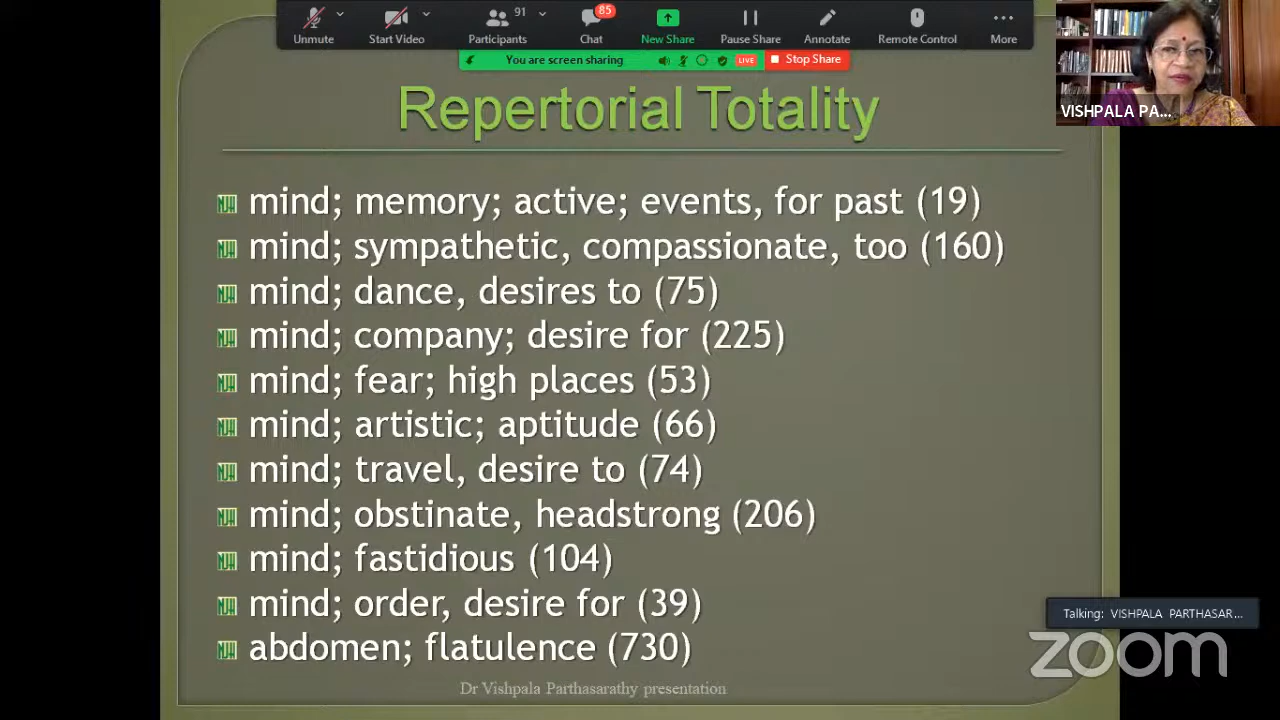 91
85
Unmute
Start Video
Participants
Chat
New Share
Pause Share
Annotate
Remote Control
More
You are screen sharing
LIVE
Stop Share
VISHPALA PA...
Repertorial Totality
mind; memory; active; events, for past (19)
mind; sympathetic, compassionate, too (160)
mind; dance, desires to (75)
mind; company; desire for (225)
mind; fear; high places (53)
mind; artistic; aptitude (66)
mind; travel, desire to (74)
mind; obstinate, headstrong (206)
mind; fastidious (104)
mind; order, desire for (39)
abdomen; flatulence (730)
Talking: VISHPALA PARTHASAR...
zoom
Dr Vishpala Parthasarathy presentation